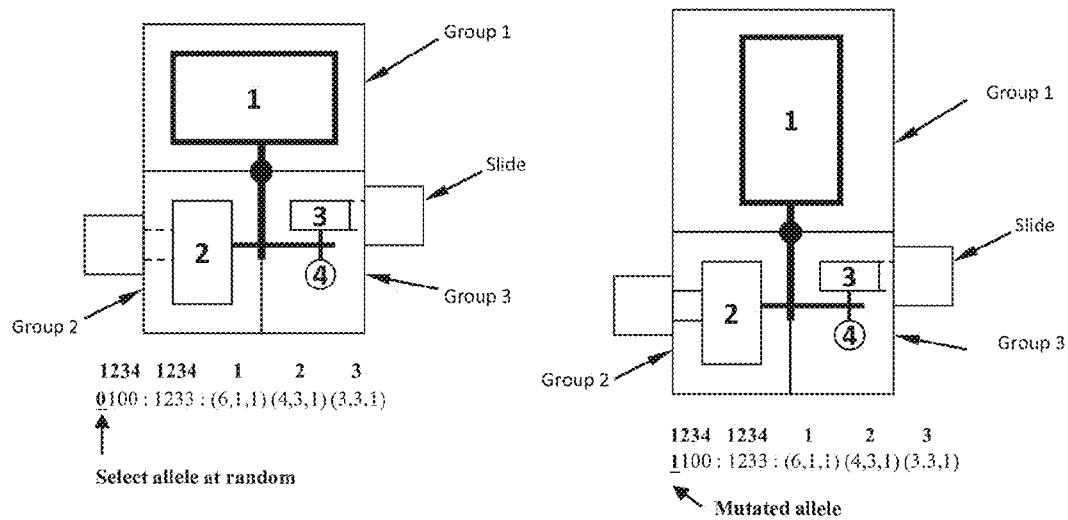 Group 1
1
Slide
3
2
4
Group 3
Group 2
1234 1234 1 2 3
0100 : 1233 : (6,1,1) (4,3,1) (3,3.1)
Select allele at random
Group 1
1
Slide
3
2
4
Group 3
Group 2
1234 1234 1 2 3
1100 : 1233 : (6,1,1) (4,3,1) (3.3,1)
Mutated allele